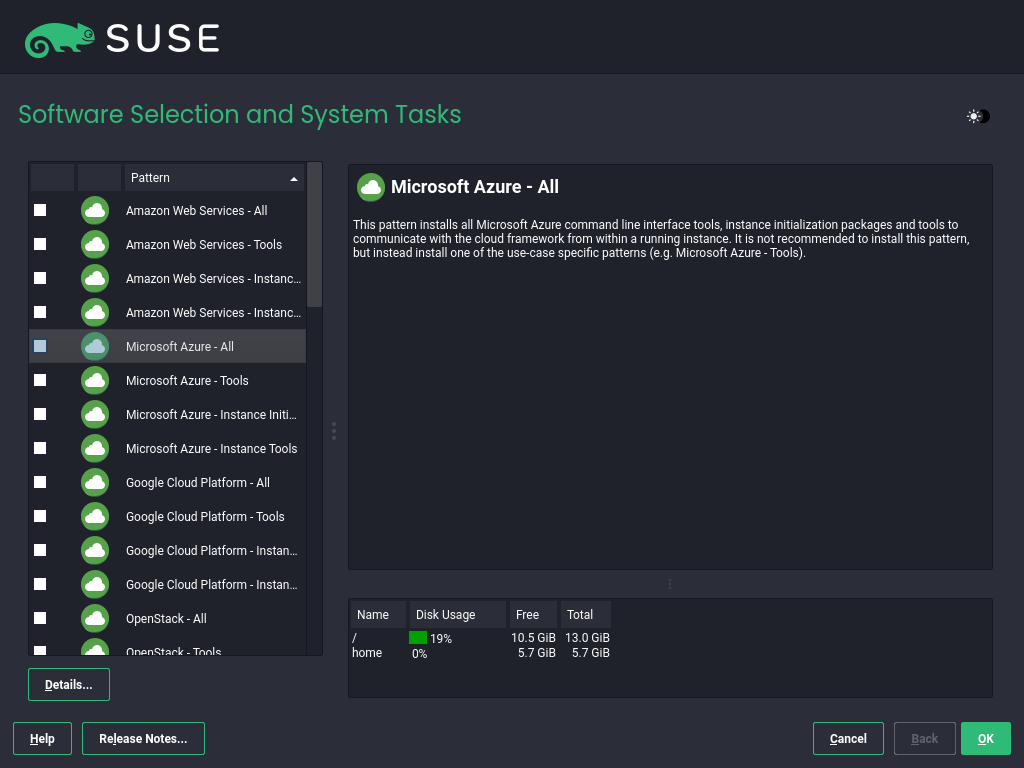 SUSE
Software Selection and System Tasks
Pattern
Amazon Web Services - All
Amazon Web Services - Tools
Amazon Web Services - Instanc...
Amazon Web Services - Instanc...
Microsoft Azure - All
Microsoft Azure - Tools
Microsoft Azure - Instance Initi...
Microsoft Azure - Instance Tools
Google Cloud Platform - All
Google Cloud Platform - Tools
Google Cloud Platform - Instan...
Google Cloud Platform - Instan...
OpenStack - All
OpenStack - Tools
Details...
Microsoft Azure - All
This pattern installs all Microsoft Azure command line interface tools, instance initialization packages and tools to
communicate with the cloud framework from within a running instance. It is not recommended to install this pattern,
but instead install one of the use-case specific patterns (e.g. Microsoft Azure - Tools).
Name Disk Usage Free Total
/ 19% 10.5 GiB 13.0 GiB
home 0% 5.7 GiB 5.7 GiB
Help Release Notes... Cancel Back OK